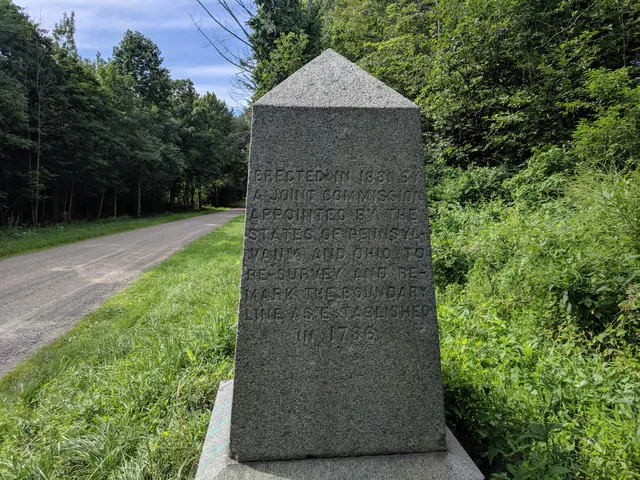 ERECTED IN 1881 BY
A JOINT COMMISSION
APPOINTED BY THE
STATES OF PENNSYL
VANIA AND OHIO TO
RE-SURVEY AND RE-
MARK THE BOUNDARY
LINE AS ESTABLISHED
IN 1786.